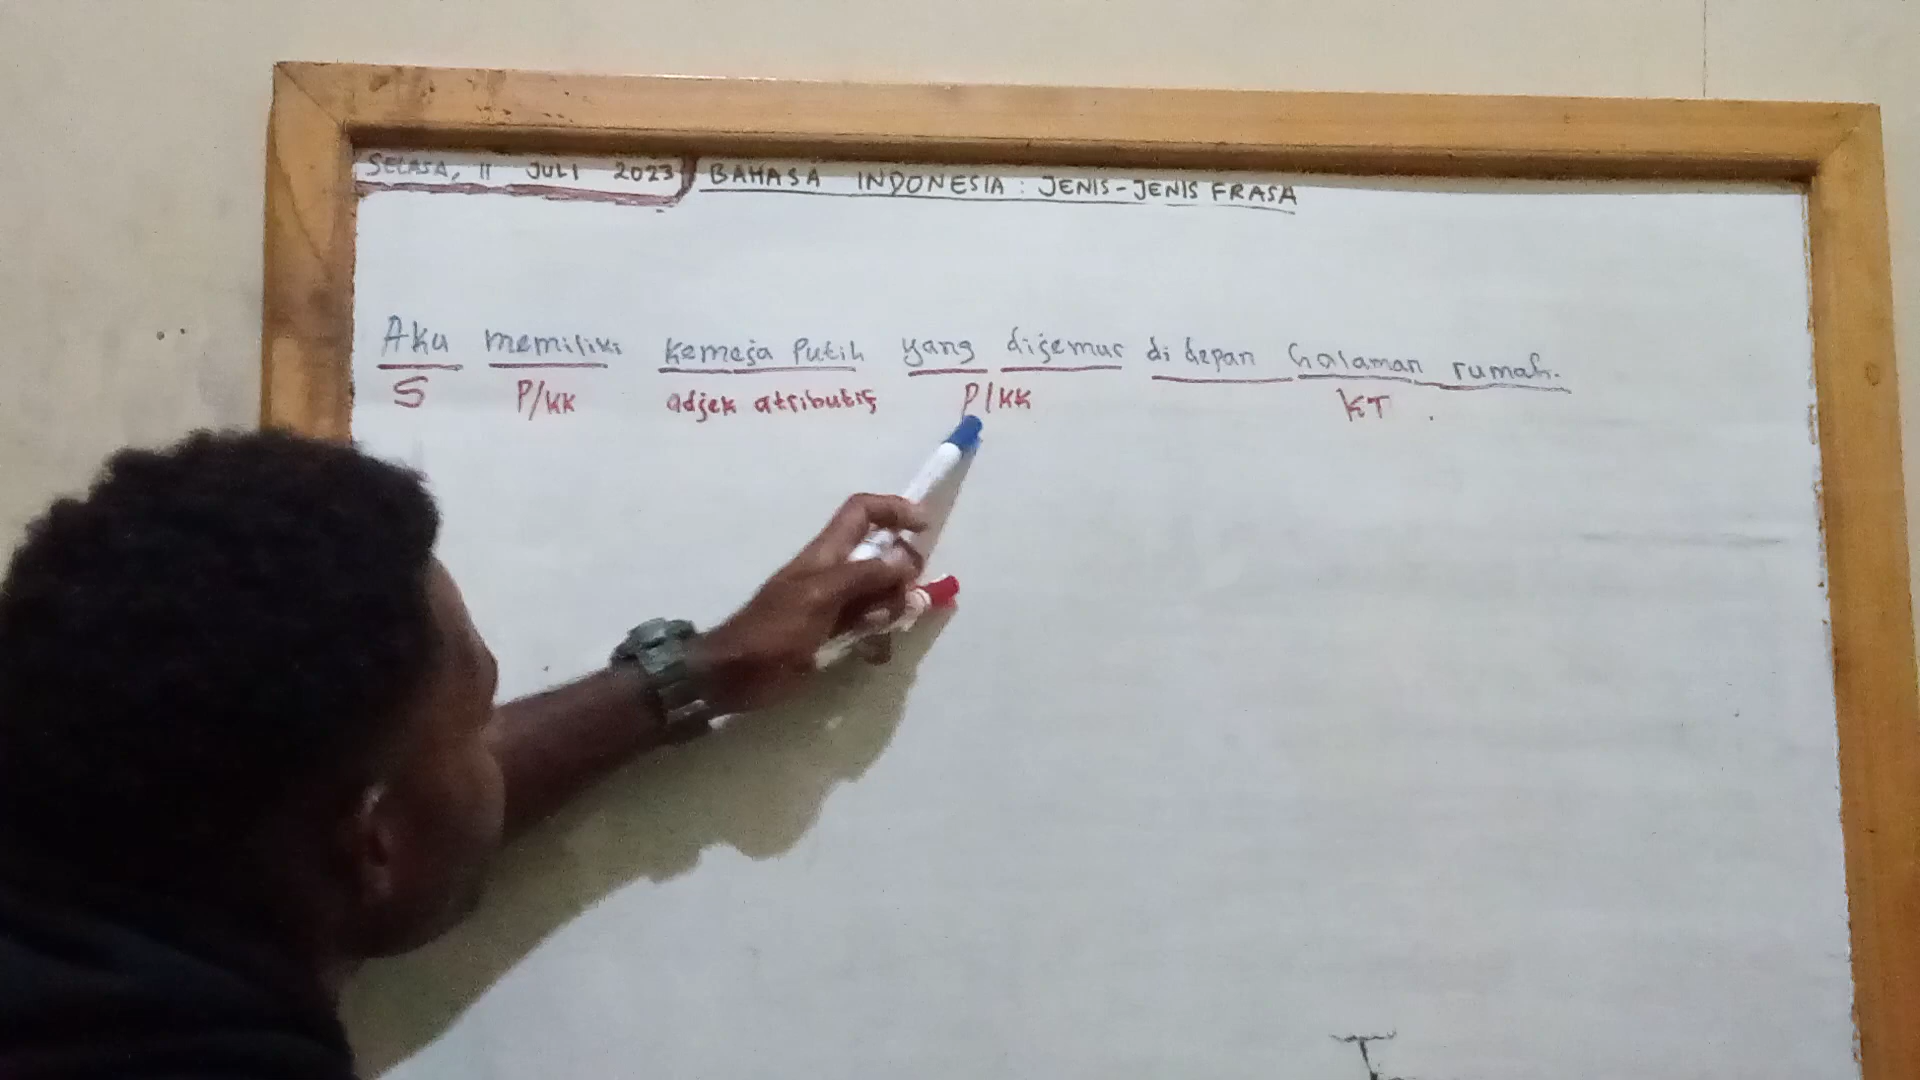 SELASA, 11 JULI 2023 BAHASA INDONESIA : JENIS-JENIS FRASA
Aku memiliki kemeja Putih yang dijemur di depan halaman rumah.
S P/KK adjek atributif P/KK KT .